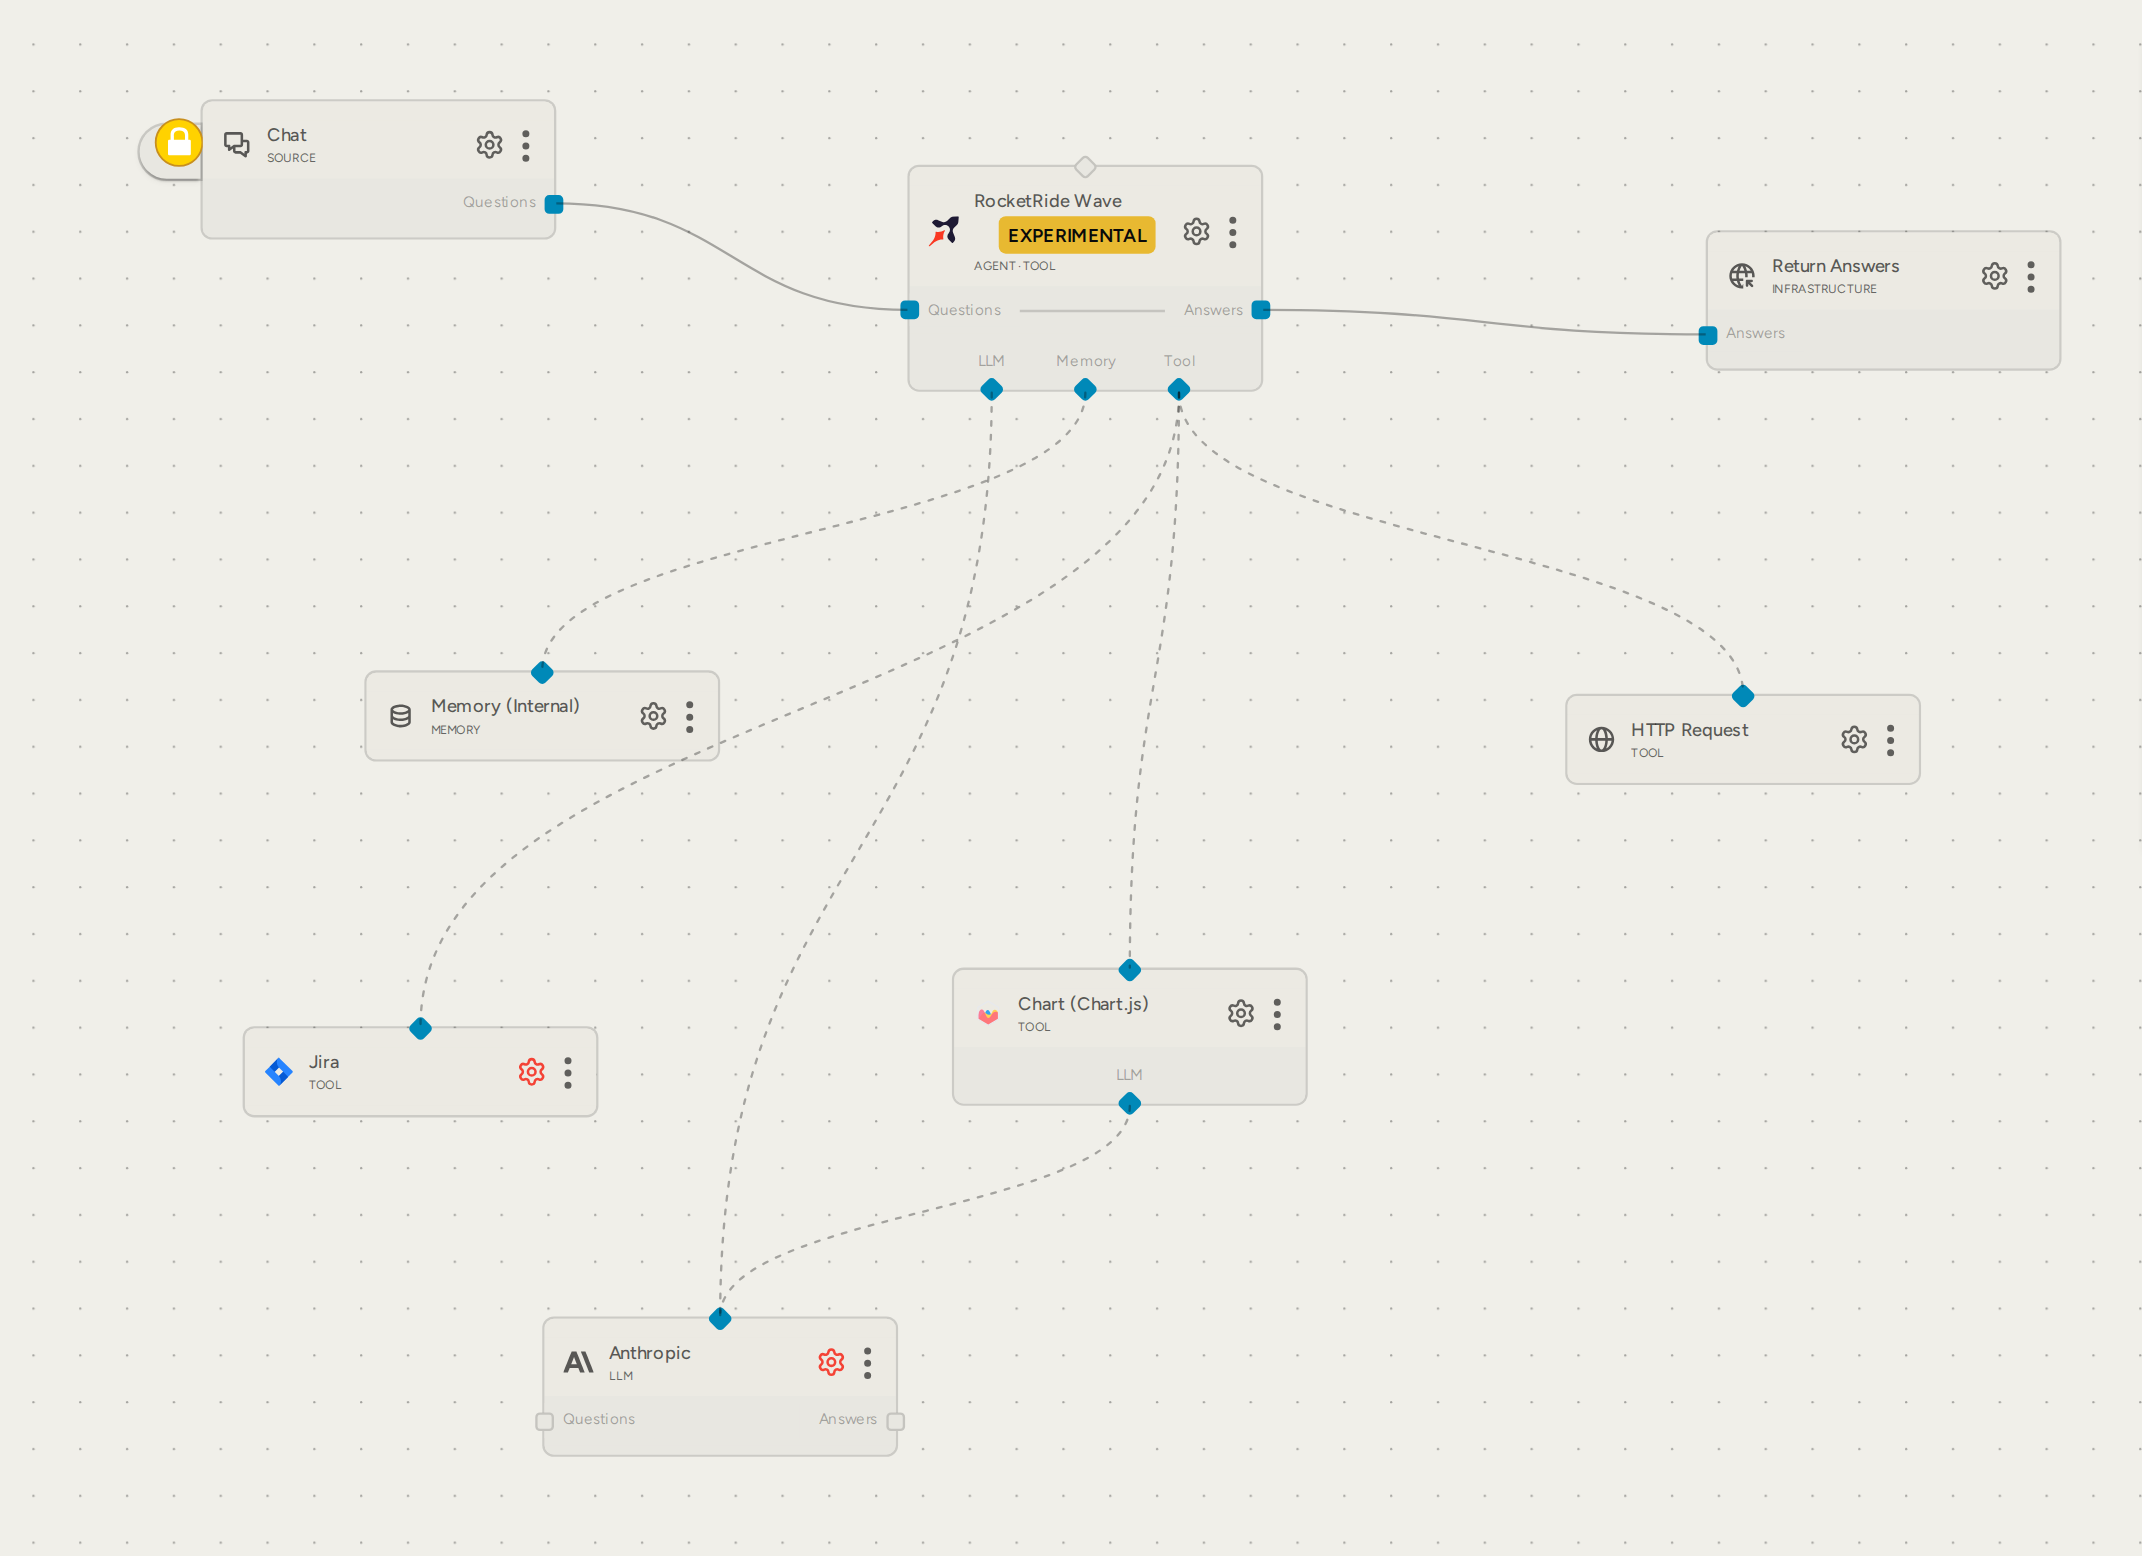 Chat
SOURCE
Questions
RocketRide Wave
EXPERIMENTAL
AGENT·TOOL
Questions
Answers
LLM
Memory
Tool
Return Answers
INFRASTRUCTURE
Answers
Memory (Internal)
MEMORY
HTTP Request
TOOL
Chart (Chart.js)
TOOL
LLM
Jira
TOOL
Anthropic
LLM
Questions
Answers